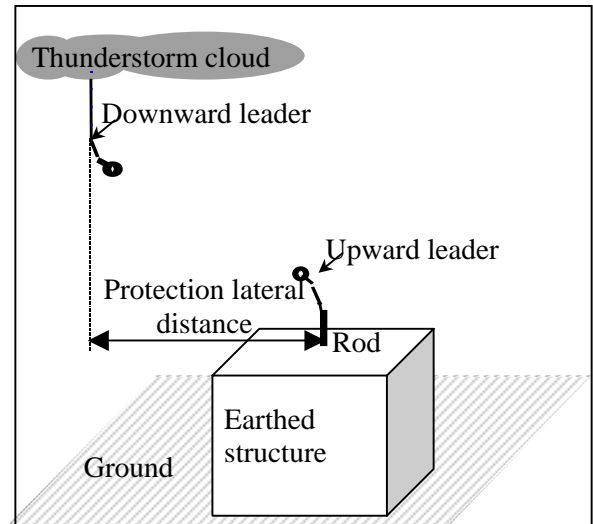 Thunderstorm cloud
Downward leader
Upward leader
Protection lateral
distance
Rod
Earthed
structure
Ground